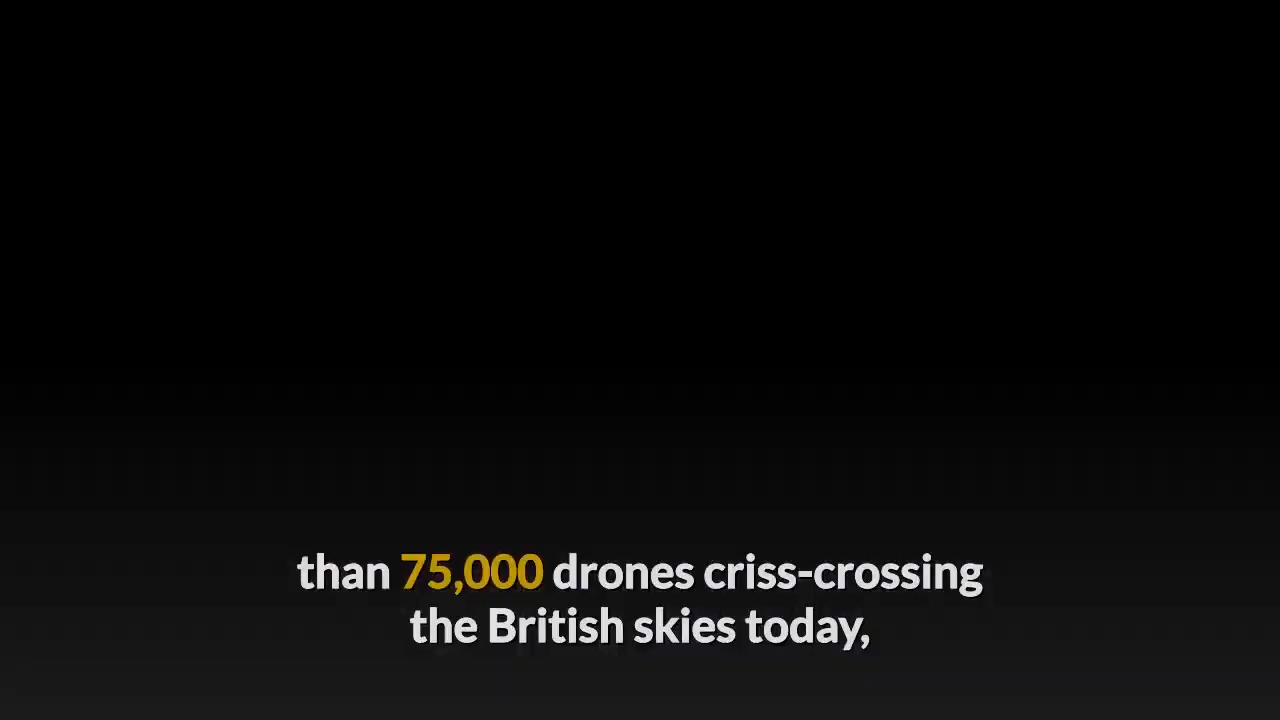 than 75,000 drones criss-crossing
the British skies today,